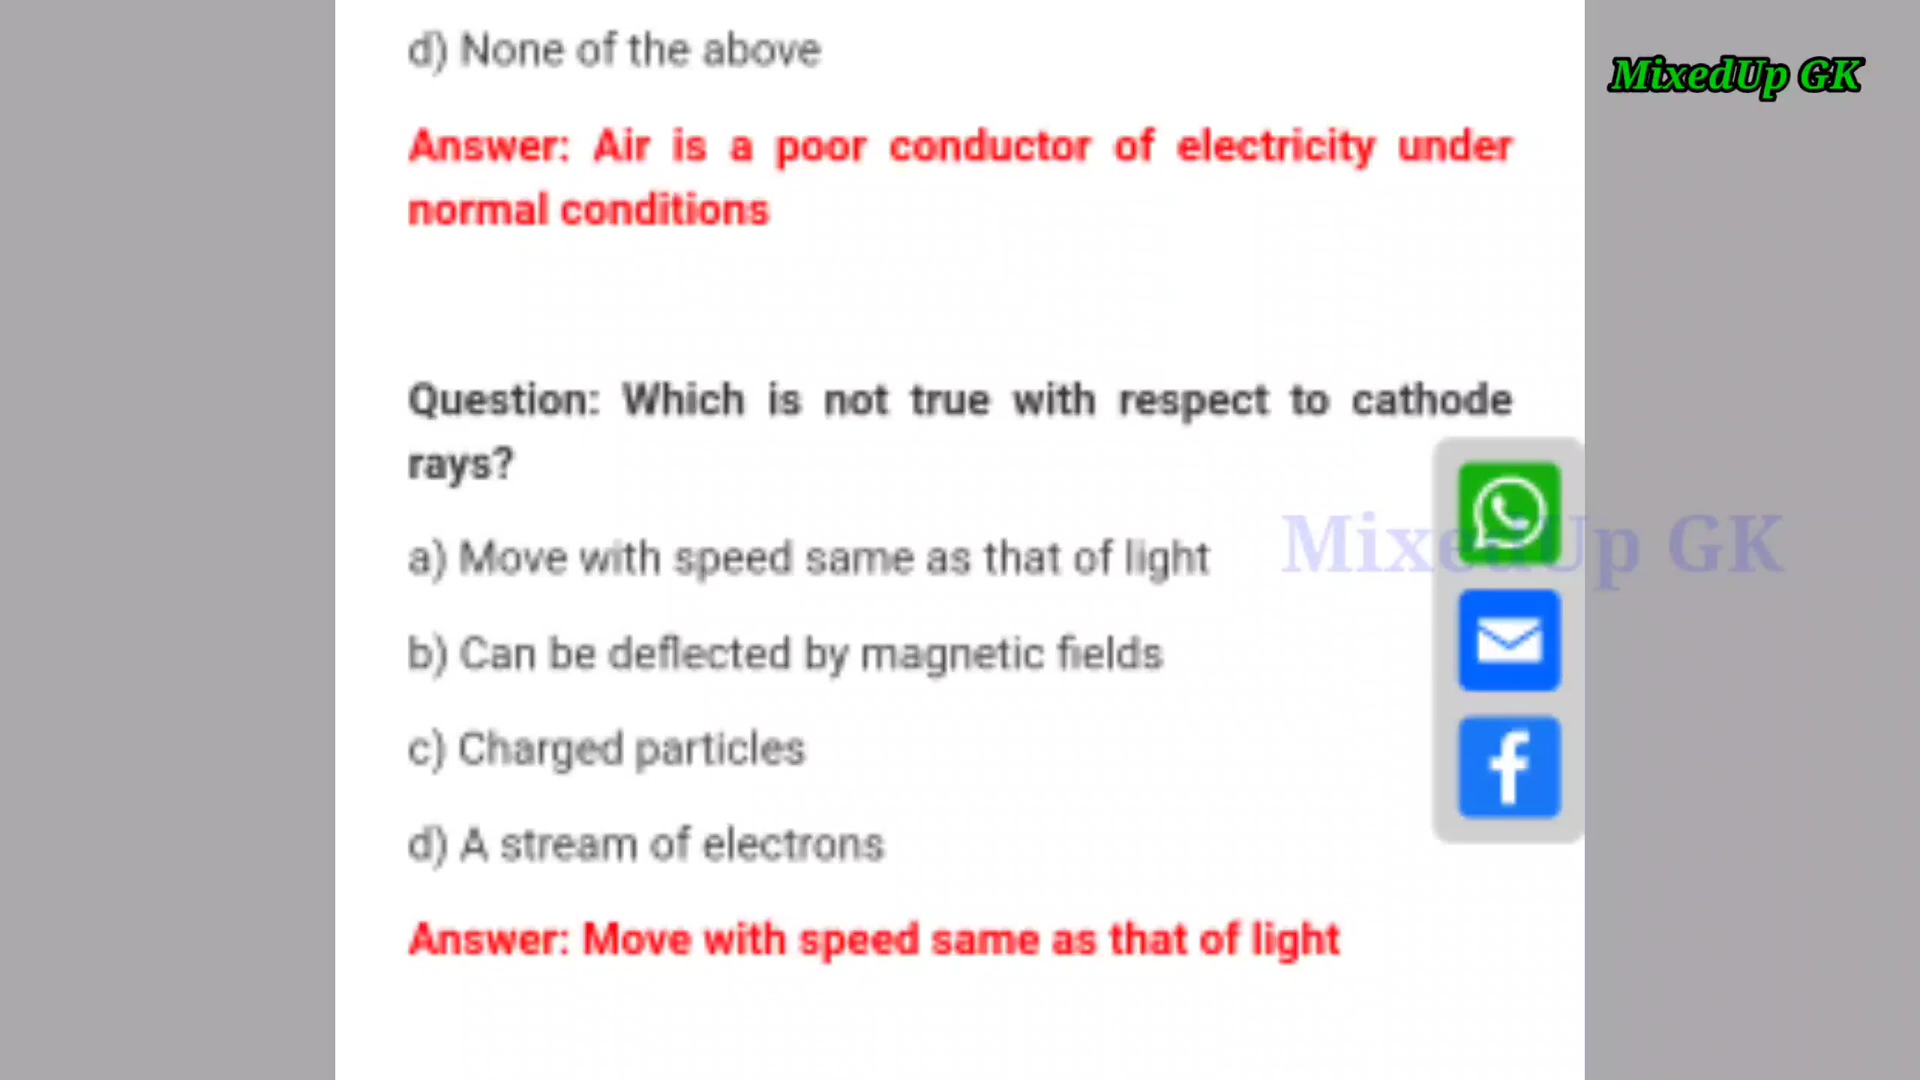 d) None of the above
MixedUp GK
Answer: Air is a poor conductor of electricity under
normal conditions
Question: Which is not true with respect to cathode
rays?
a) Move with speed same as that of light
MixedUp GK
b) Can be deflected by magnetic fields
c) Charged particles
d) A stream of electrons
Answer: Move with speed same as that of light